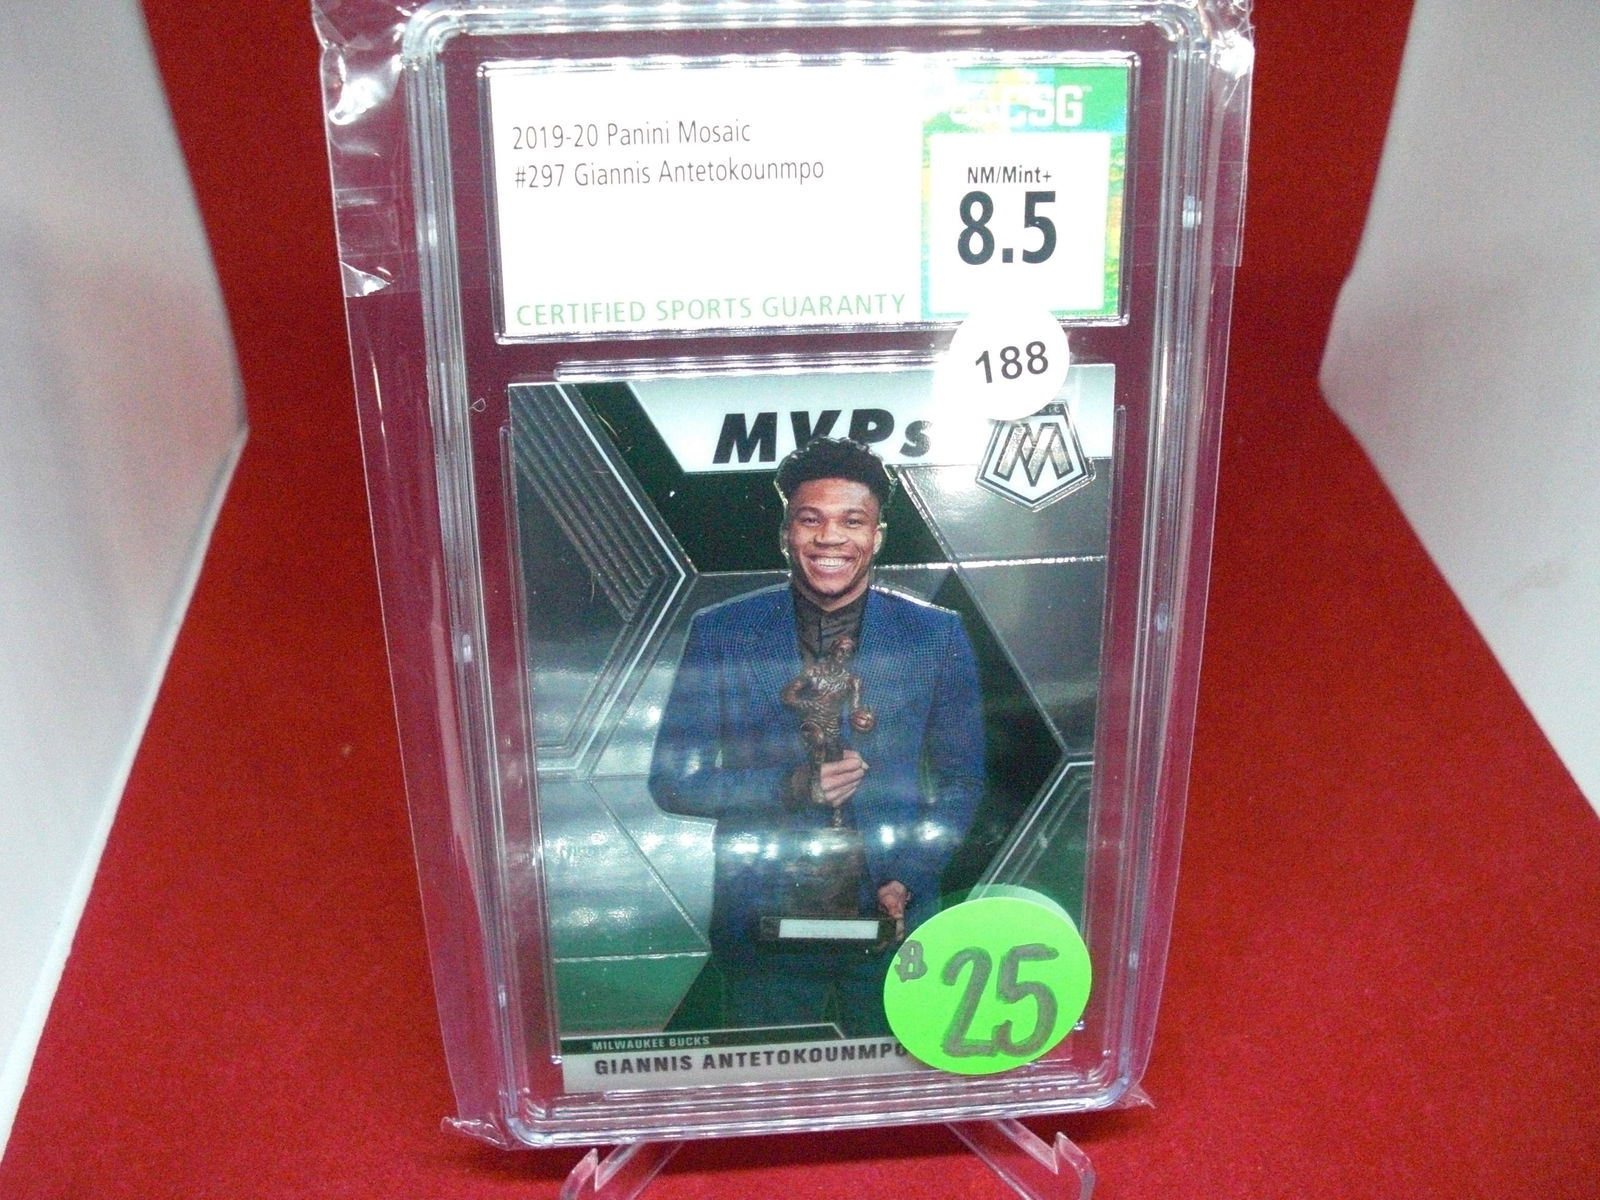 CSG
2019-20 Panini Mosaic
#297 Giannis Antetokounmpo
NM/Mint+
8.5
CERTIFIED SPORTS GUARANTY
188
MVPs
M
MILWAUKEE BUCKS
GIANNIS ANTETOKOUNMPO
$25